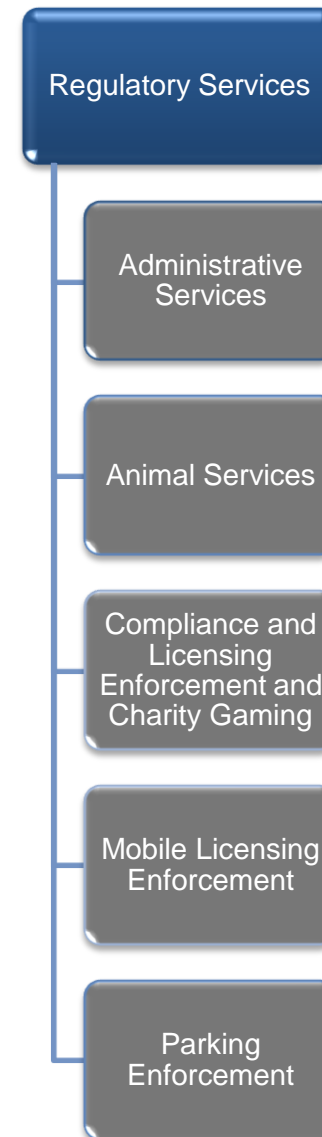 Regulatory Services
Administrative
Services
Animal Services
Compliance and
Licensing
Enforcement and
Charity Gaming
Mobile Licensing
Enforcement
Parking
Enforcement